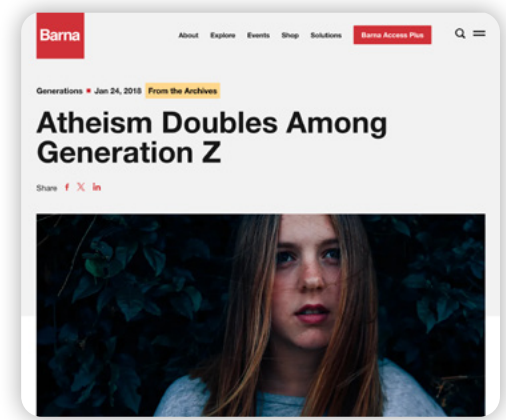 Barna
About Explore Events Shop Solutions Barna Access Plus
Generations Jan 24, 2018 From the Archives
Atheism Doubles Among
Generation Z
Share f X in